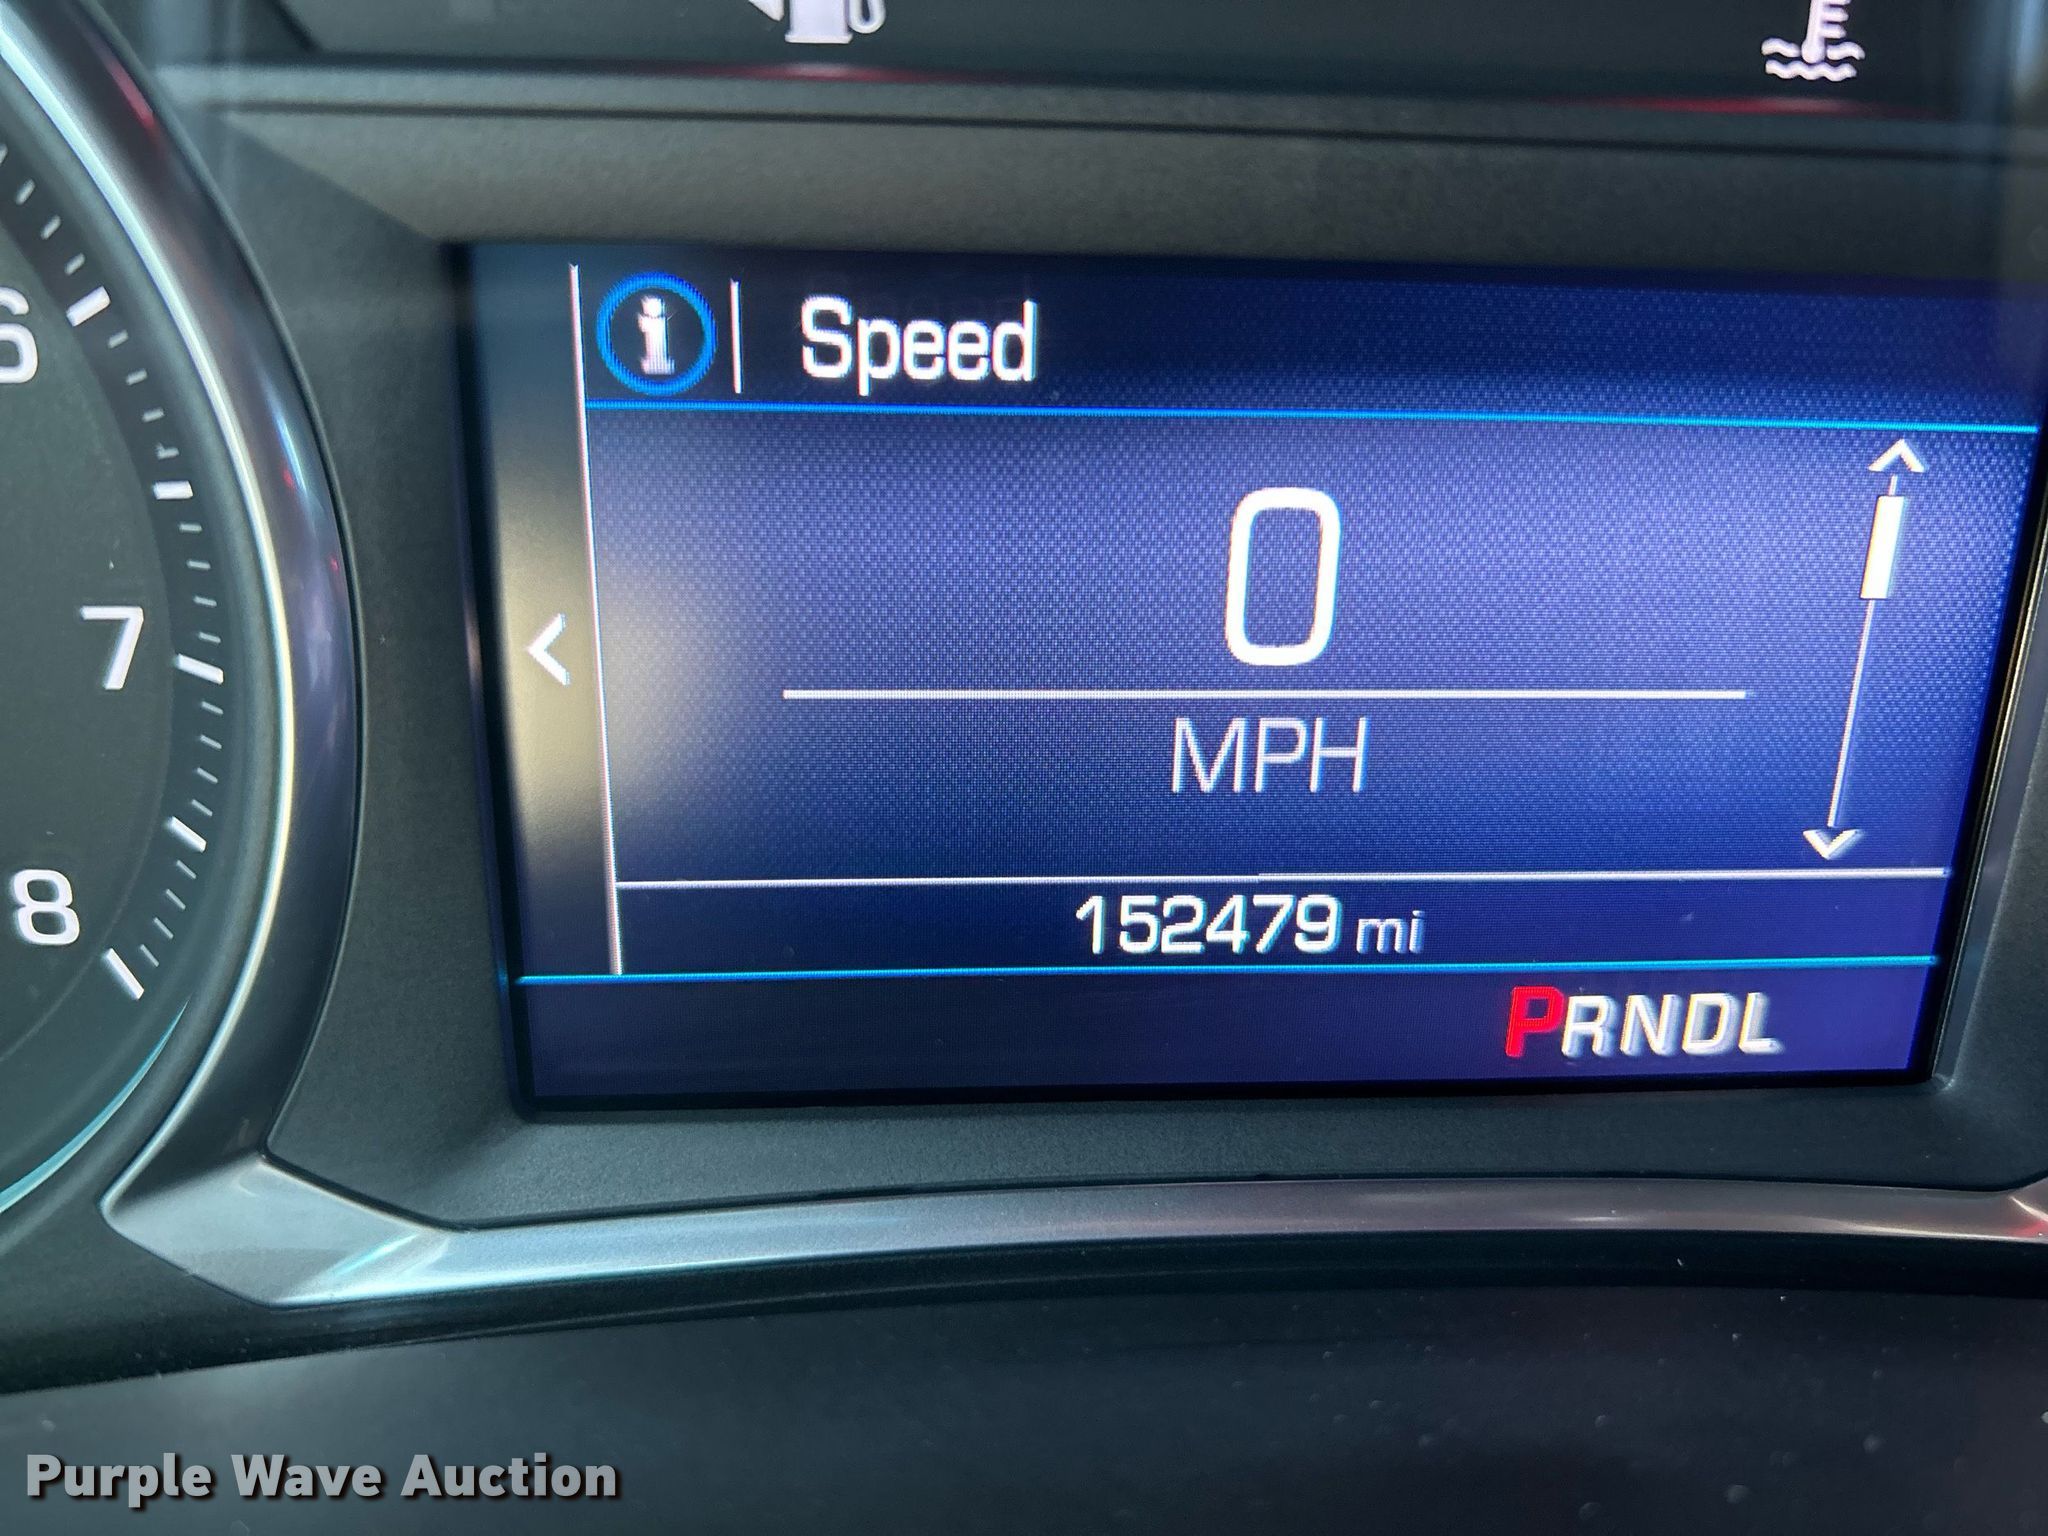 Speed
6
0
7
MPH
8
152479 mi
PRNDL
Purple Wave Auction